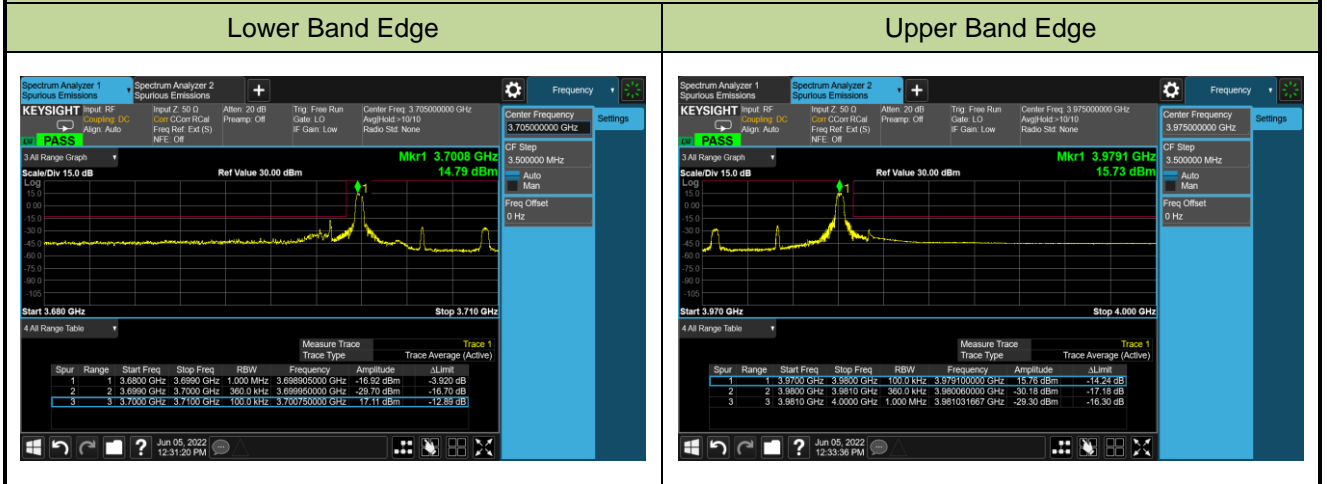 Lower Band Edge
Upper Band Edge
Spectrum Analyzer 1
Spurious Emissions
Spectrum Analyzer 2
Spurious Emissions
Frequency
KEYSIGHT
Input: RF
Coupling: DC
Align: Auto
Input Z: 50 Ω
Corr CCorr RCal
Freq Ref: Ext (S)
NFE: Off
Atten: 20 dB
Preamp: Off
Trig: Free Run
Gate: LO
IF Gain: Low
Center Freq: 3.705000000 GHz
Avg|Hold:>10/10
Radio Std: None
PASS
Center Frequency
3.705000000 GHz
Settings
CF Step
3.500000 MHz
Auto
Man
Freq Offset
0 Hz
3 All Range Graph
Mkr1 3.7008 GHz
Scale/Div 15.0 dB
Ref Value 30.00 dBm
14.79 dBm
Log
1
15.0
0.00
-15.0
-30.0
-45.0
-60.0
-75.0
-90.0
-105
Start 3.680 GHz
Stop 3.710 GHz
4 All Range Table
Measure Trace Trace 1
Trace Type Trace Average (Active)
Spur Range Start Freq Stop Freq RBW Frequency Amplitude ΔLimit
1 1 3.6800 GHz 3.6990 GHz 1.000 MHz 3.698905000 GHz -16.92 dBm -3.920 dB
2 2 3.6990 GHz 3.7000 GHz 360.0 kHz 3.699950000 GHz -29.70 dBm -16.70 dB
3 3 3.7000 GHz 3.7100 GHz 100.0 kHz 3.700750000 GHz 17.11 dBm -12.89 dB
?
Jun 05, 2022
12:31:20 PM
Spectrum Analyzer 1
Spurious Emissions
Spectrum Analyzer 2
Spurious Emissions
Frequency
KEYSIGHT
Input: RF
Coupling: DC
Align: Auto
Input Z: 50 Ω
Corr CCorr RCal
Freq Ref: Ext (S)
NFE: Off
Atten: 20 dB
Preamp: Off
Trig: Free Run
Gate: LO
IF Gain: Low
Center Freq: 3.975000000 GHz
Avg|Hold:>10/10
Radio Std: None
PASS
Center Frequency
3.975000000 GHz
Settings
CF Step
3.500000 MHz
Auto
Man
Freq Offset
0 Hz
3 All Range Graph
Mkr1 3.9791 GHz
Scale/Div 15.0 dB
Ref Value 30.00 dBm
15.73 dBm
Log
1
15.0
0.00
-15.0
-30.0
-45.0
-60.0
-75.0
-90.0
-105
Start 3.970 GHz
Stop 4.000 GHz
4 All Range Table
Measure Trace Trace 1
Trace Type Trace Average (Active)
Spur Range Start Freq Stop Freq RBW Frequency Amplitude ΔLimit
1 1 3.9700 GHz 3.9800 GHz 100.0 kHz 3.979100000 GHz 15.76 dBm -14.24 dB
2 2 3.9800 GHz 3.9810 GHz 360.0 kHz 3.980060000 GHz -30.18 dBm -17.18 dB
3 3 3.9810 GHz 4.0000 GHz 1.000 MHz 3.981031667 GHz -29.30 dBm -16.30 dB
?
Jun 05, 2022
12:33:36 PM